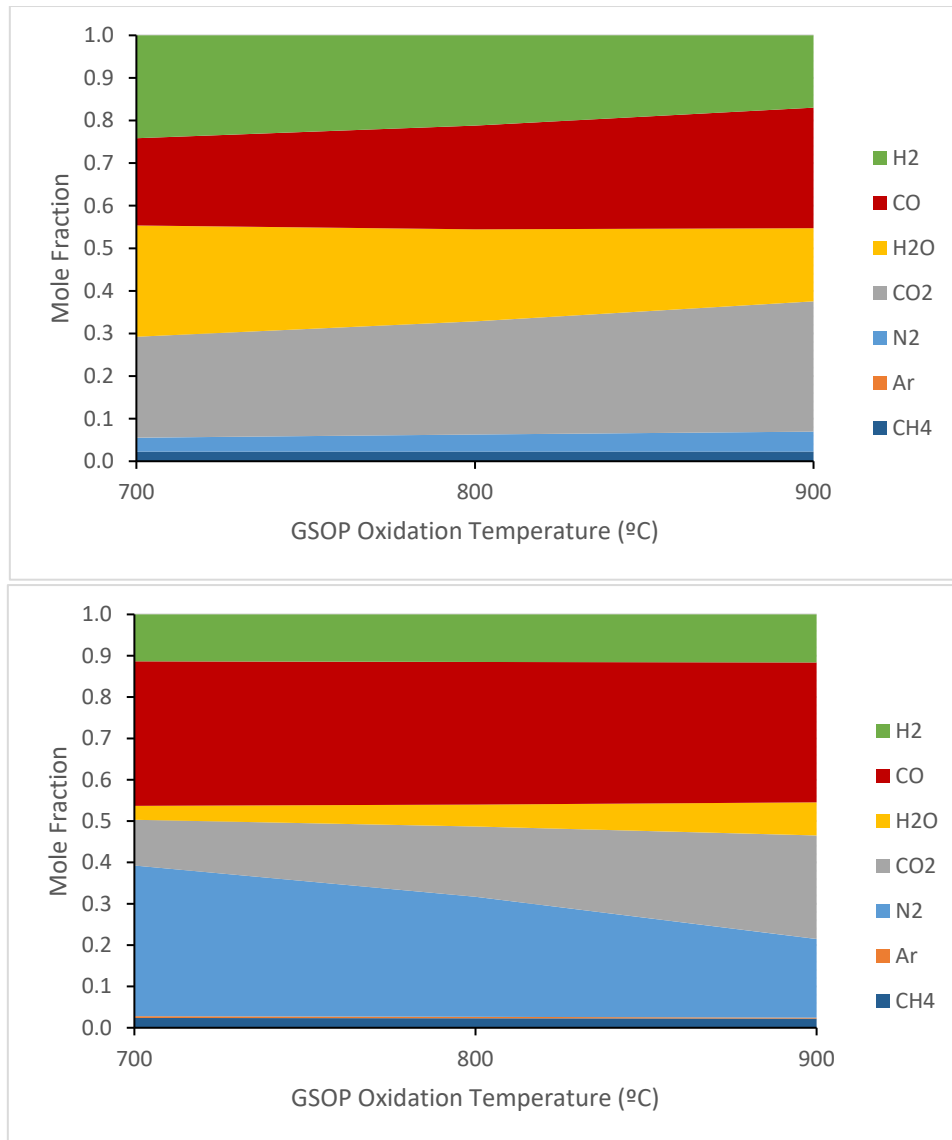 1.0
0.9
0.8
0.7
0.6
0.5
0.4
0.3
0.2
0.1
0.0
Mole Fraction
700
800
900
GSOP Oxidation Temperature (ºC)
H2
CO
H2O
CO2
N2
Ar
CH4
1.0
0.9
0.8
0.7
0.6
0.5
0.4
0.3
0.2
0.1
0.0
Mole Fraction
700
800
900
GSOP Oxidation Temperature (ºC)
H2
CO
H2O
CO2
N2
Ar
CH4